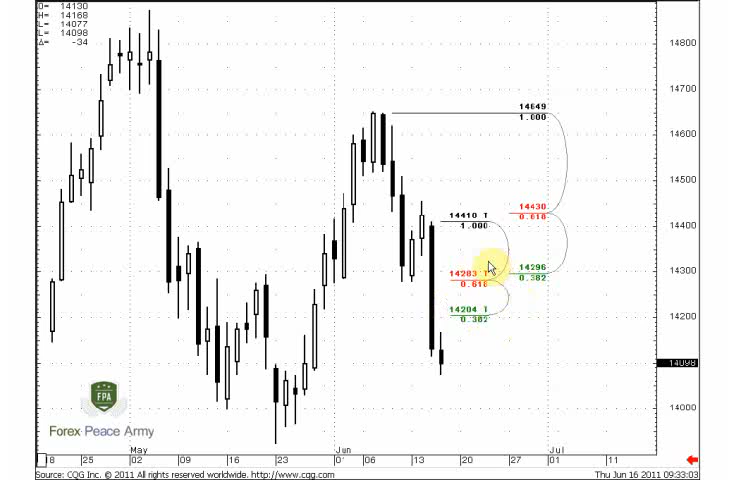 O= 14130
H= 14168
L= 14077
L= 14098
Δ= -34
14800
14700
14649
1.000
14600
14500
14430
0.618
14410 T
1.000
14400
14296
0.382
14283 T
0.618
14300
14204 T
0.382
14200
14098
14000
FPA
Forex Peace Army
May Jun Jul
18 25 02 09 16 23 01 06 13 20 27 01 11
Source: CQG Inc. © 2011 All rights reserved worldwide. http://www.cqg.com
Thu Jun 16 2011 09:33:03